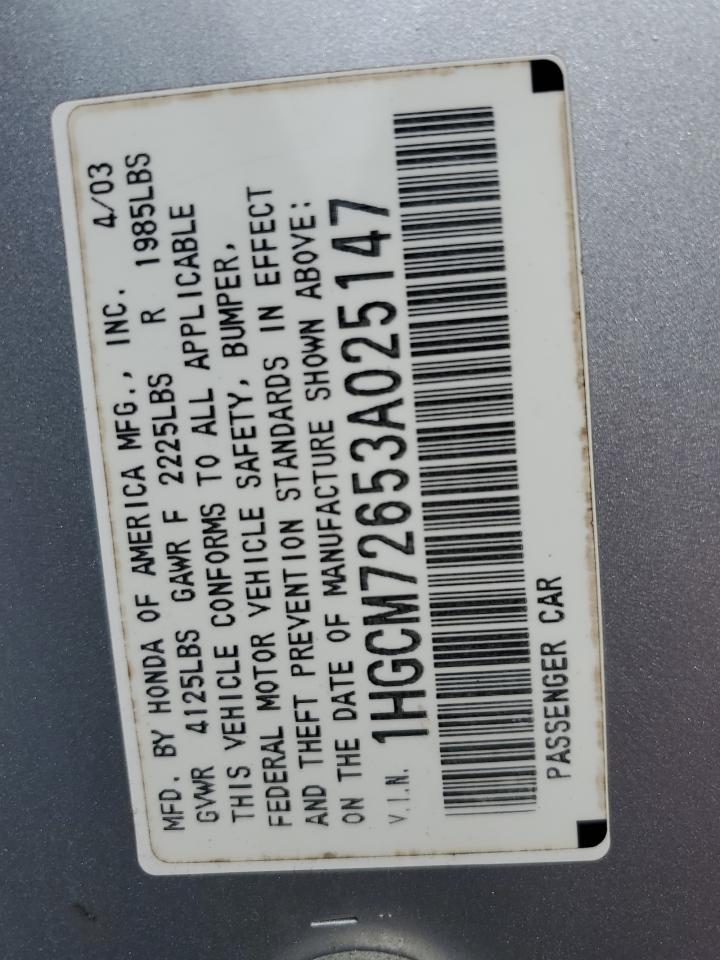 MFD. BY HONDA OF AMERICA MFG., INC. 4/03
GVWR 4125LBS GAWR F 2225LBS R 1985LBS
THIS VEHICLE CONFORMS TO ALL APPLICABLE
FEDERAL MOTOR VEHICLE SAFETY, BUMPER,
AND THEFT PREVENTION STANDARDS IN EFFECT
ON THE DATE OF MANUFACTURE SHOWN ABOVE:
V.I.N. 1HGCM72653A025147
PASSENGER CAR